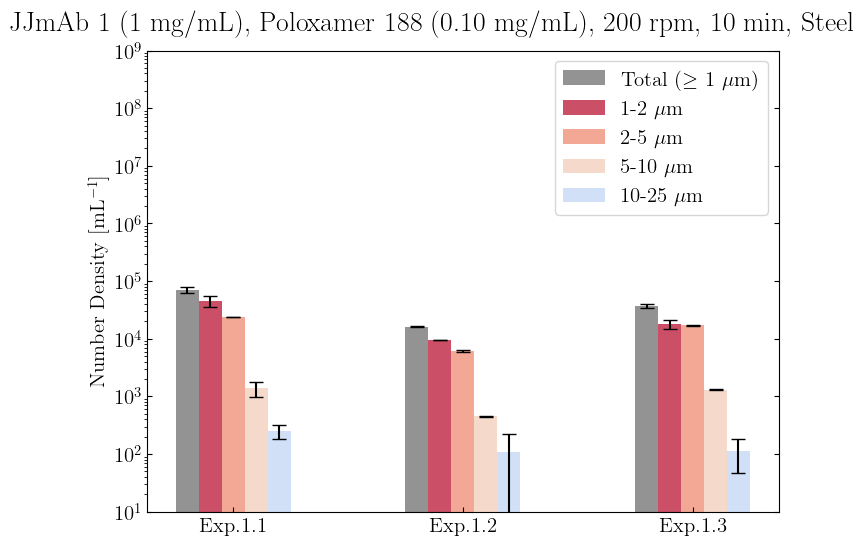 JJmAb 1 (1 mg/mL), Poloxamer 188 (0.10 mg/mL), 200 rpm, 10 min, Steel
Number Density [mL⁻¹]
10⁹
10⁸
10⁷
10⁶
10⁵
10⁴
10³
10²
10¹
Total (≥ 1 μm)
1-2 μm
2-5 μm
5-10 μm
10-25 μm
Exp.1.1 Exp.1.2 Exp.1.3